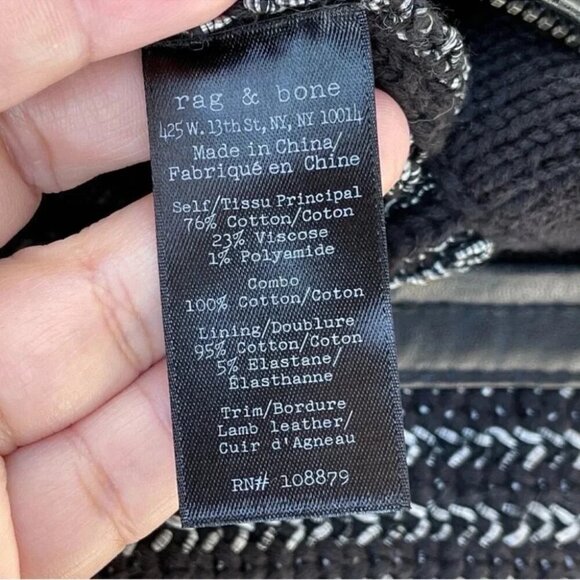 rag & bone
425 W. 13th St, NY, NY 10014
Made in China/
Fabriqué en Chine
Self/Tissu Principal
76% Cotton/Coton
23% Viscose
1% Polyamide
Combo
100% Cotton/Coton
Lining/Doublure
95% Cotton/Coton
5% Elastane/
Élasthanne
Trim/Bordure
Lamb leather/
Cuir d'Agneau
RN# 108879